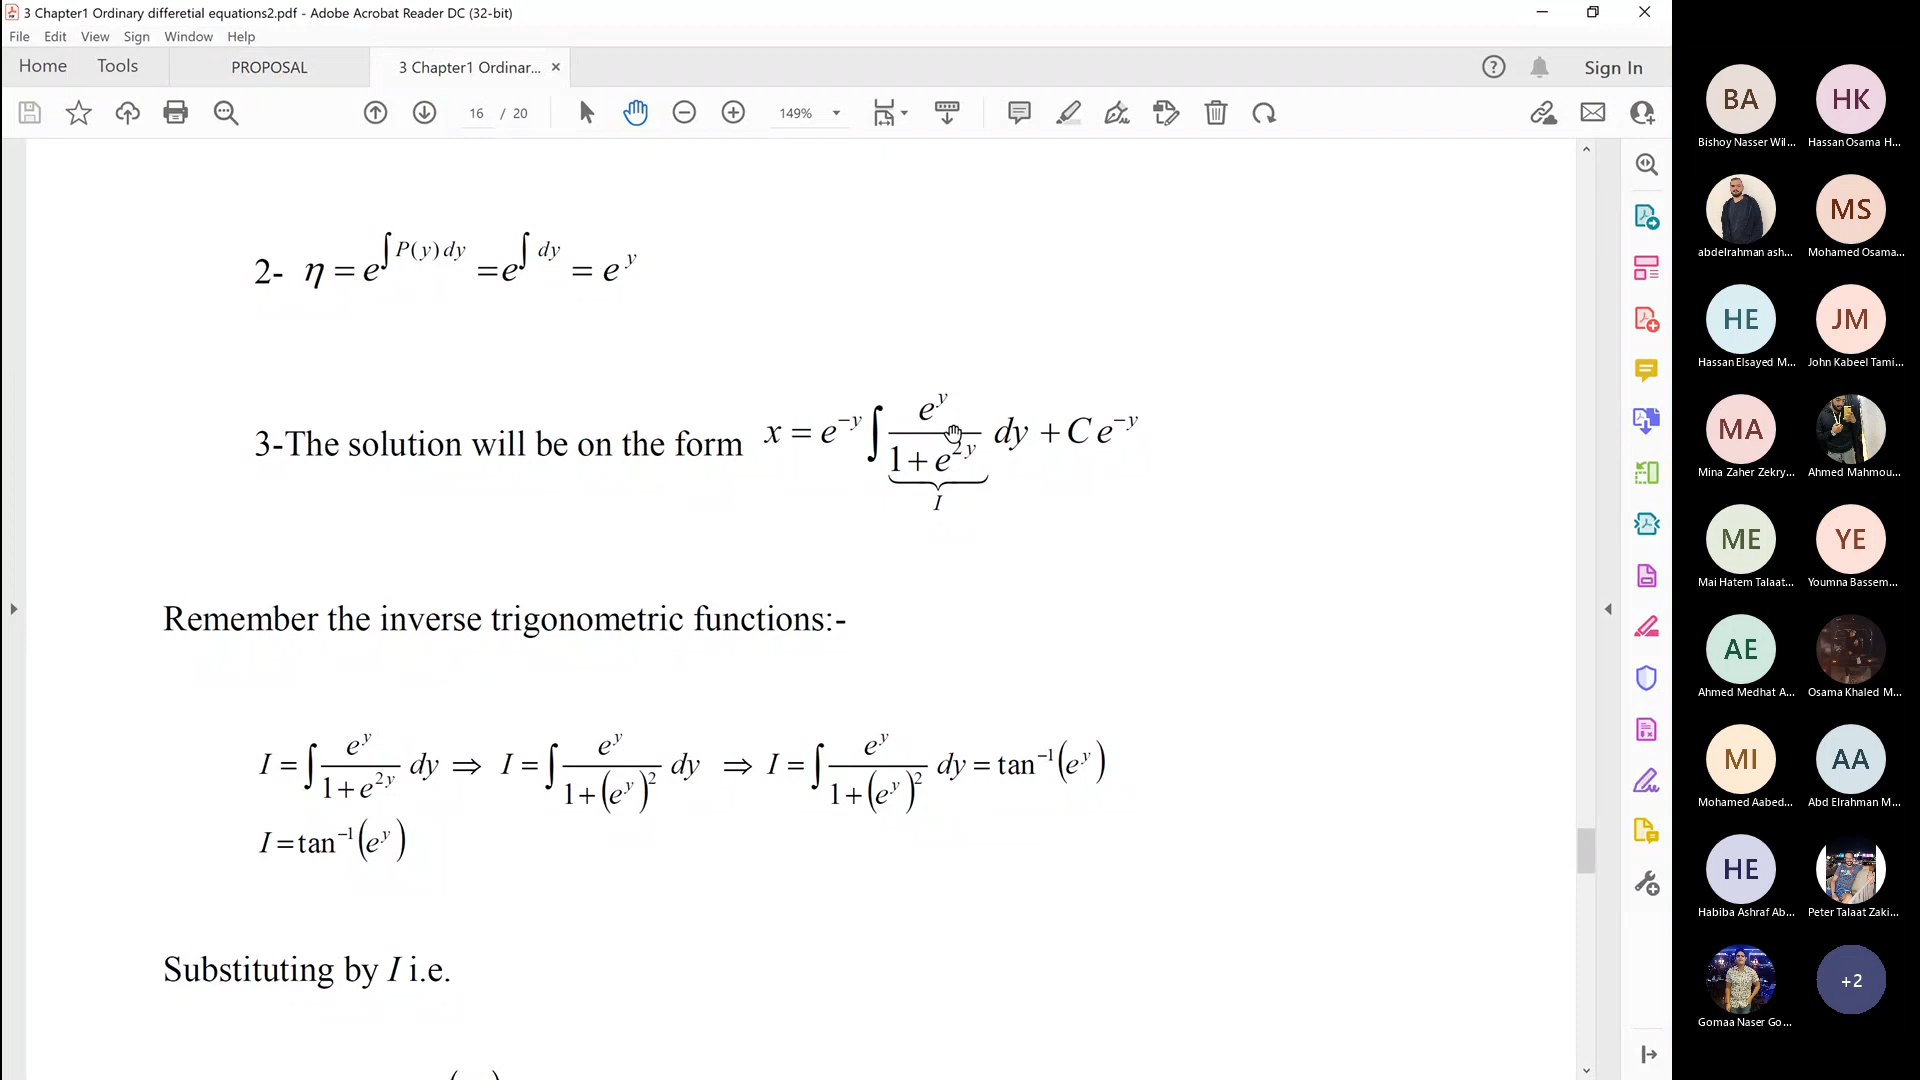 3 Chapter1 Ordinary differetial equations2.pdf - Adobe Acrobat Reader DC (32-bit)
File Edit View Sign Window Help
Home Tools PROPOSAL 3 Chapter1 Ordinar... × Sign In
16 / 20 149%
2- η = e^{∫P(y)dy} = e^{∫dy} = e^y
3-The solution will be on the form x = e^{-y} ∫ \frac{e^y}{1+e^{2y}} dy + C e^{-y}
I
Remember the inverse trigonometric functions:-
I = ∫ \frac{e^y}{1+e^{2y}} dy ⇒ I = ∫ \frac{e^y}{1+(e^y)^2} dy ⇒ I = ∫ \frac{e^y}{1+(e^y)^2} dy = tan^{-1}(e^y)
I = tan^{-1}(e^y)
Substituting by I i.e.
BA HK
Bishoy Nasser Wil... Hassan Osama H...
MS
abdelrahman ash... Mohamed Osama...
HE JM
Hassan Elsayed M... John Kabeel Tami...
MA
Mina Zaher Zekry... Ahmed Mahmou...
ME YE
Mai Hatem Talaat... Youmna Bassem...
AE
Ahmed Medhat A... Osama Khaled M...
MI AA
Mohamed Aabed... Abd Elrahman M...
HE
Habiba Ashraf Ab... Peter Talaat Zaki...
+2
Gomaa Naser Go...